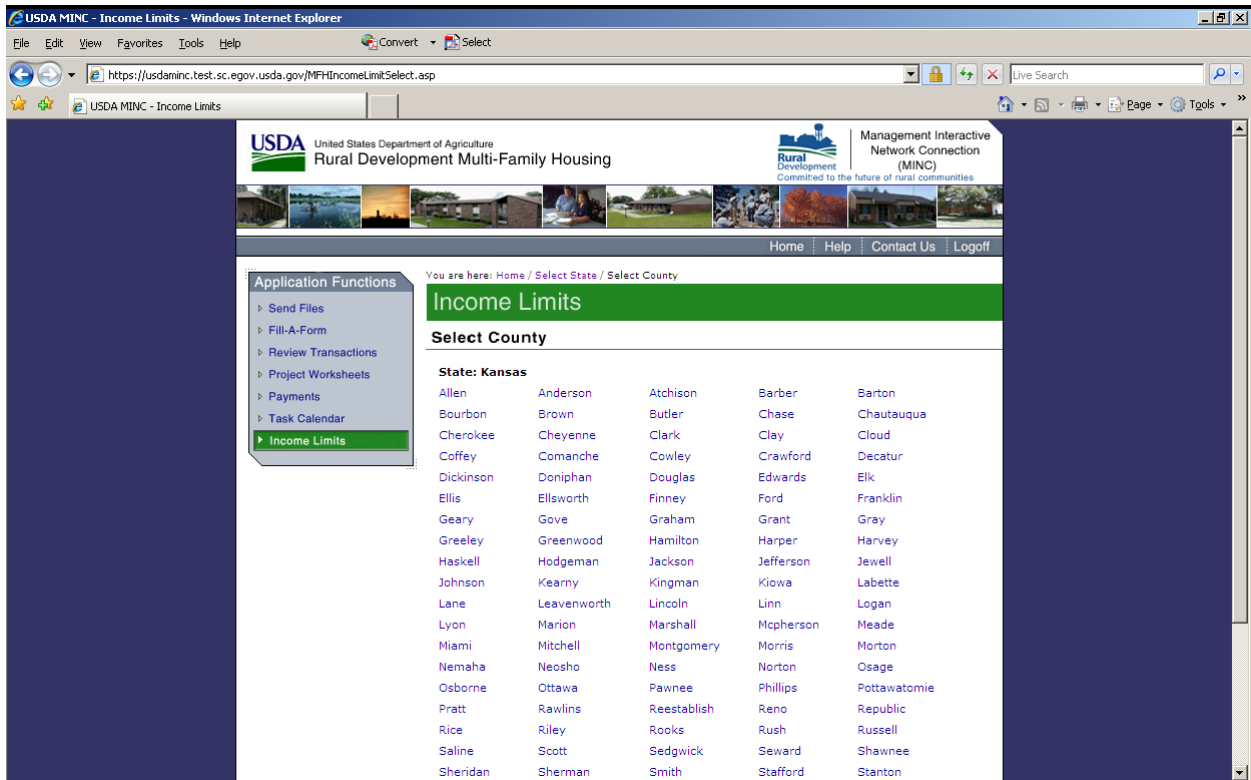 USDA MINC - Income Limits - Windows Internet Explorer
File Edit View Favorites Tools Help Convert Select
https://usdaminc.test.sc.egov.usda.gov/MFHIncomeLimitSelect.asp Live Search
USDA MINC - Income Limits Page Tools »
USDA United States Department of Agriculture
Rural Development Multi-Family Housing
Rural Development
Committed to the future of rural communities
Management Interactive
Network Connection
(MINC)
Home Help Contact Us Logoff
Application Functions
Send Files
Fill-A-Form
Review Transactions
Project Worksheets
Payments
Task Calendar
Income Limits
You are here: Home / Select State / Select County
Income Limits
Select County
State: Kansas
Allen Anderson Atchison Barber Barton
Bourbon Brown Butler Chase Chautauqua
Cherokee Cheyenne Clark Clay Cloud
Coffey Comanche Cowley Crawford Decatur
Dickinson Doniphan Douglas Edwards Elk
Ellis Ellsworth Finney Ford Franklin
Geary Gove Graham Grant Gray
Greeley Greenwood Hamilton Harper Harvey
Haskell Hodgeman Jackson Jefferson Jewell
Johnson Kearny Kingman Kiowa Labette
Lane Leavenworth Lincoln Linn Logan
Lyon Marion Marshall Mcpherson Meade
Miami Mitchell Montgomery Morris Morton
Nemaha Neosho Ness Norton Osage
Osborne Ottawa Pawnee Phillips Pottawatomie
Pratt Rawlins Reestablish Reno Republic
Rice Riley Rooks Rush Russell
Saline Scott Sedgwick Seward Shawnee
Sheridan Sherman Smith Stafford Stanton